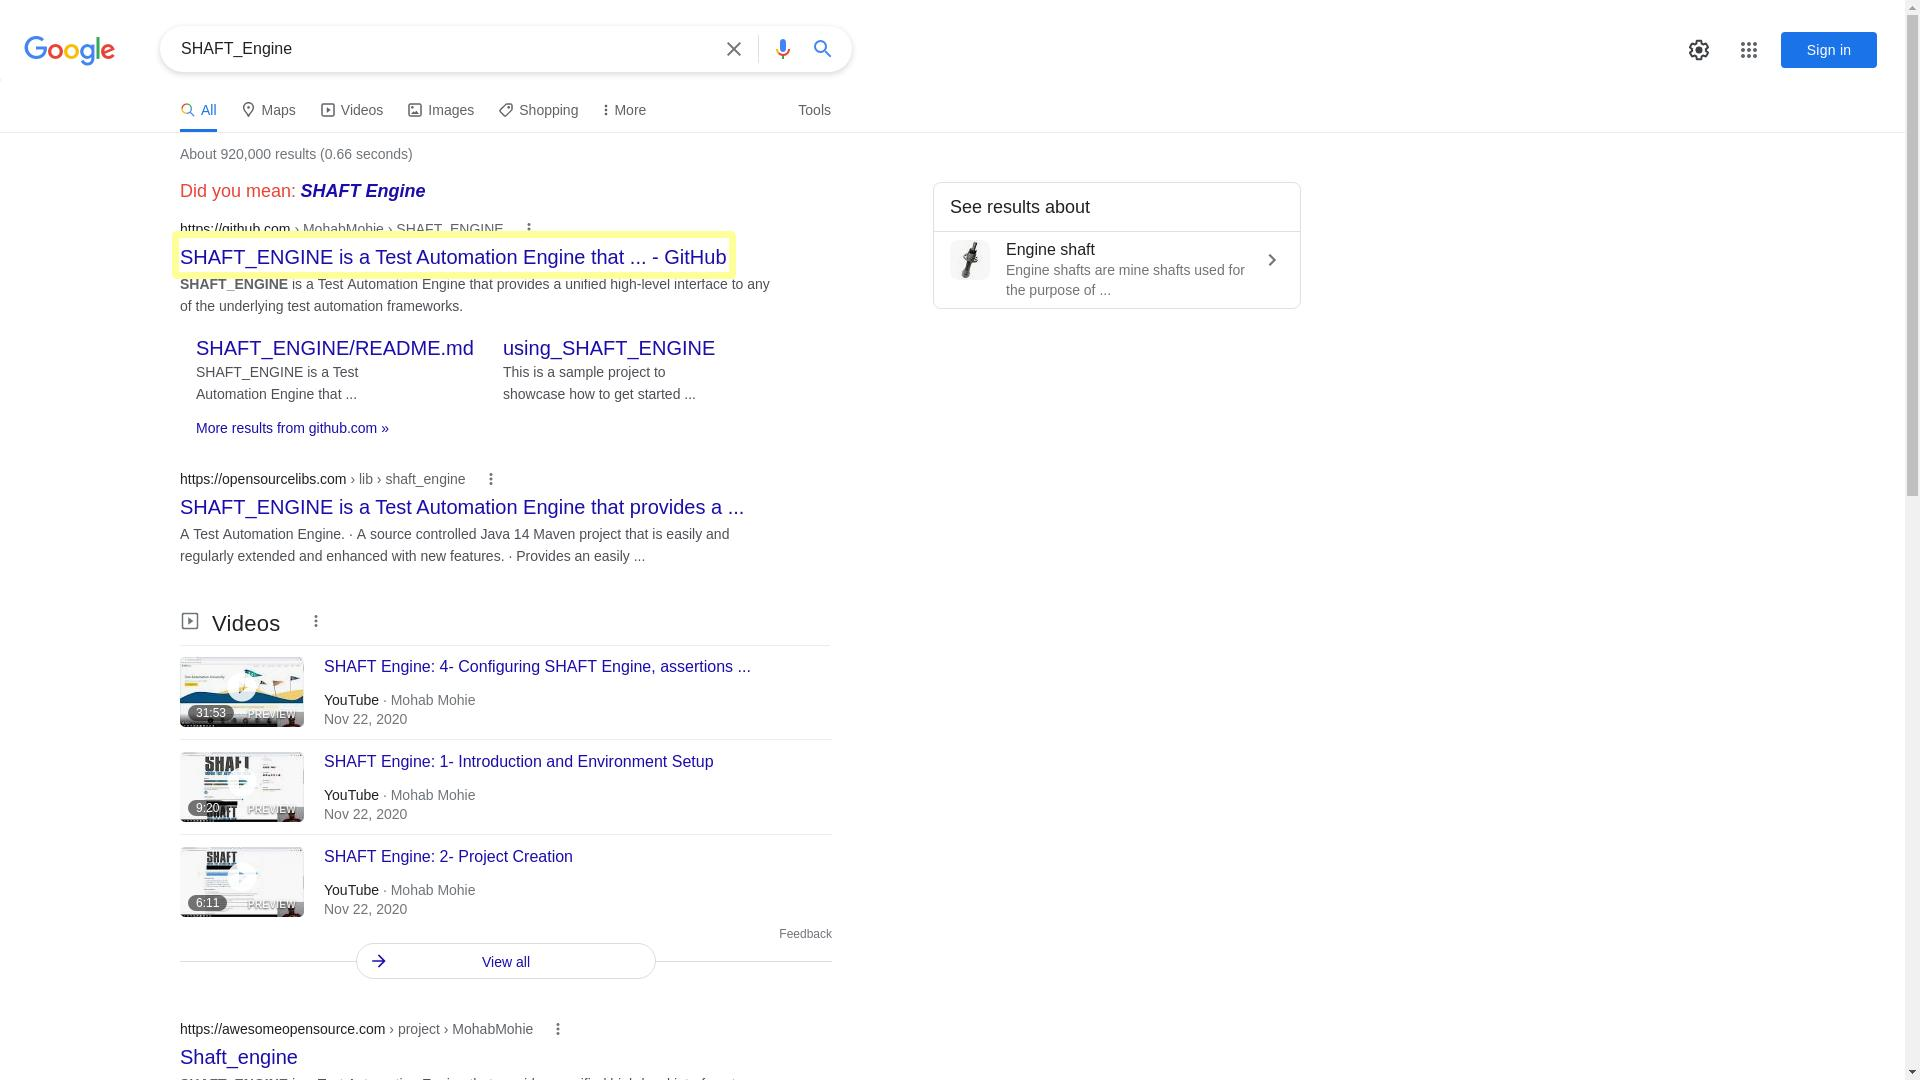 Google
SHAFT_Engine
Sign in
All
Maps
Videos
Images
Shopping
More
Tools
About 920,000 results (0.66 seconds)
Did you mean: SHAFT Engine
https://github.com › MohabMohie › SHAFT_ENGINE
SHAFT_ENGINE is a Test Automation Engine that ... - GitHub
SHAFT_ENGINE is a Test Automation Engine that provides a unified high-level interface to any
of the underlying test automation frameworks.
SHAFT_ENGINE/README.md
SHAFT_ENGINE is a Test
Automation Engine that ...
using_SHAFT_ENGINE
This is a sample project to
showcase how to get started ...
More results from github.com »
https://opensourcelibs.com › lib › shaft_engine
SHAFT_ENGINE is a Test Automation Engine that provides a ...
A Test Automation Engine. · A source controlled Java 14 Maven project that is easily and
regularly extended and enhanced with new features. · Provides an easily ...
Videos
31:53
PREVIEW
SHAFT Engine: 4- Configuring SHAFT Engine, assertions ...
YouTube · Mohab Mohie
Nov 22, 2020
SHAFT
9:20
PREVIEW
SHAFT Engine: 1- Introduction and Environment Setup
YouTube · Mohab Mohie
Nov 22, 2020
SHAFT
6:11
PREVIEW
SHAFT Engine: 2- Project Creation
YouTube · Mohab Mohie
Nov 22, 2020
Feedback
View all
https://awesomeopensource.com › project › MohabMohie
Shaft_engine
See results about
Engine shaft
Engine shafts are mine shafts used for
the purpose of ...